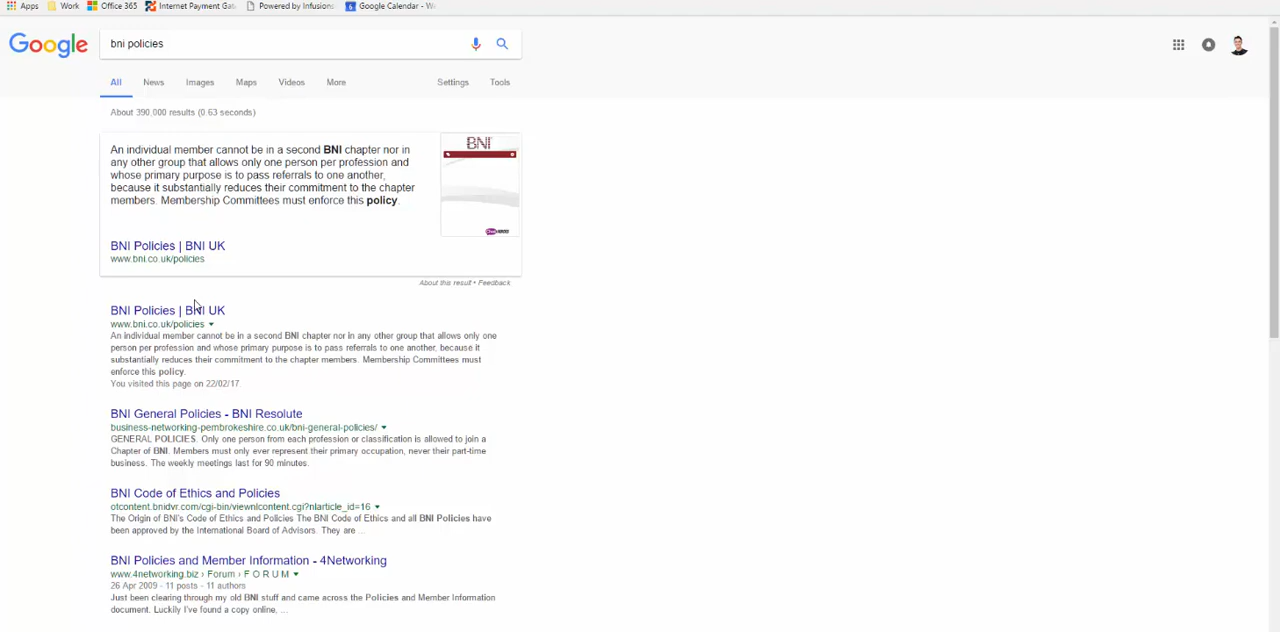 Apps Work Office 365 Internet Payment Gat Powered by Infusions Google Calendar - W
Google bni policies
All News Images Maps Videos More Settings Tools
About 390,000 results (0.63 seconds)
An individual member cannot be in a second BNI chapter nor in
any other group that allows only one person per profession and
whose primary purpose is to pass referrals to one another,
because it substantially reduces their commitment to the chapter
members. Membership Committees must enforce this policy.
BNI
BNI Policies | BNI UK
www.bni.co.uk/policies
About this result • Feedback
BNI Policies | BNI UK
www.bni.co.uk/policies
An individual member cannot be in a second BNI chapter nor in any other group that allows only one
person per profession and whose primary purpose is to pass referrals to one another, because it
substantially reduces their commitment to the chapter members. Membership Committees must
enforce this policy.
You visited this page on 22/02/17.
BNI General Policies - BNI Resolute
business-networking-pembrokeshire.co.uk/bni-general-policies/
GENERAL POLICIES. Only one person from each profession or classification is allowed to join a
Chapter of BNI. Members must only ever represent their primary occupation, never their part-time
business. The weekly meetings last for 90 minutes.
BNI Code of Ethics and Policies
otcontent.bnidvr.com/cgi-bin/viewnlcontent.cgi?nlarticle_id=16
The Origin of BNI's Code of Ethics and Policies The BNI Code of Ethics and all BNI Policies have
been approved by the International Board of Advisors. They are ...
BNI Policies and Member Information - 4Networking
www.4networking.biz › Forum › F O R U M
26 Apr 2009 - 11 posts - 11 authors
Just been clearing through my old BNI stuff and came across the Policies and Member Information
document. Luckily I've found a copy online, ...